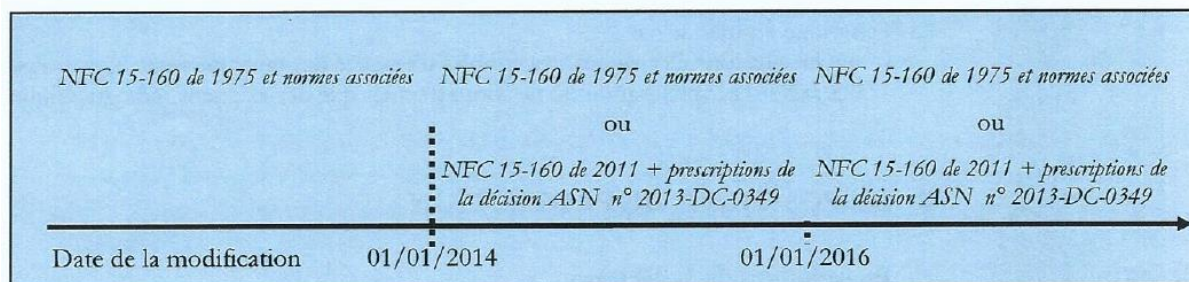 NFC 15-160 de 1975 et normes associées
NFC 15-160 de 1975 et normes associées
ou
NFC 15-160 de 2011 + prescriptions de
la décision ASN n° 2013-DC-0349
NFC 15-160 de 1975 et normes associées
ou
NFC 15-160 de 2011 + prescriptions de
la décision ASN n° 2013-DC-0349
Date de la modification
01/01/2014
01/01/2016